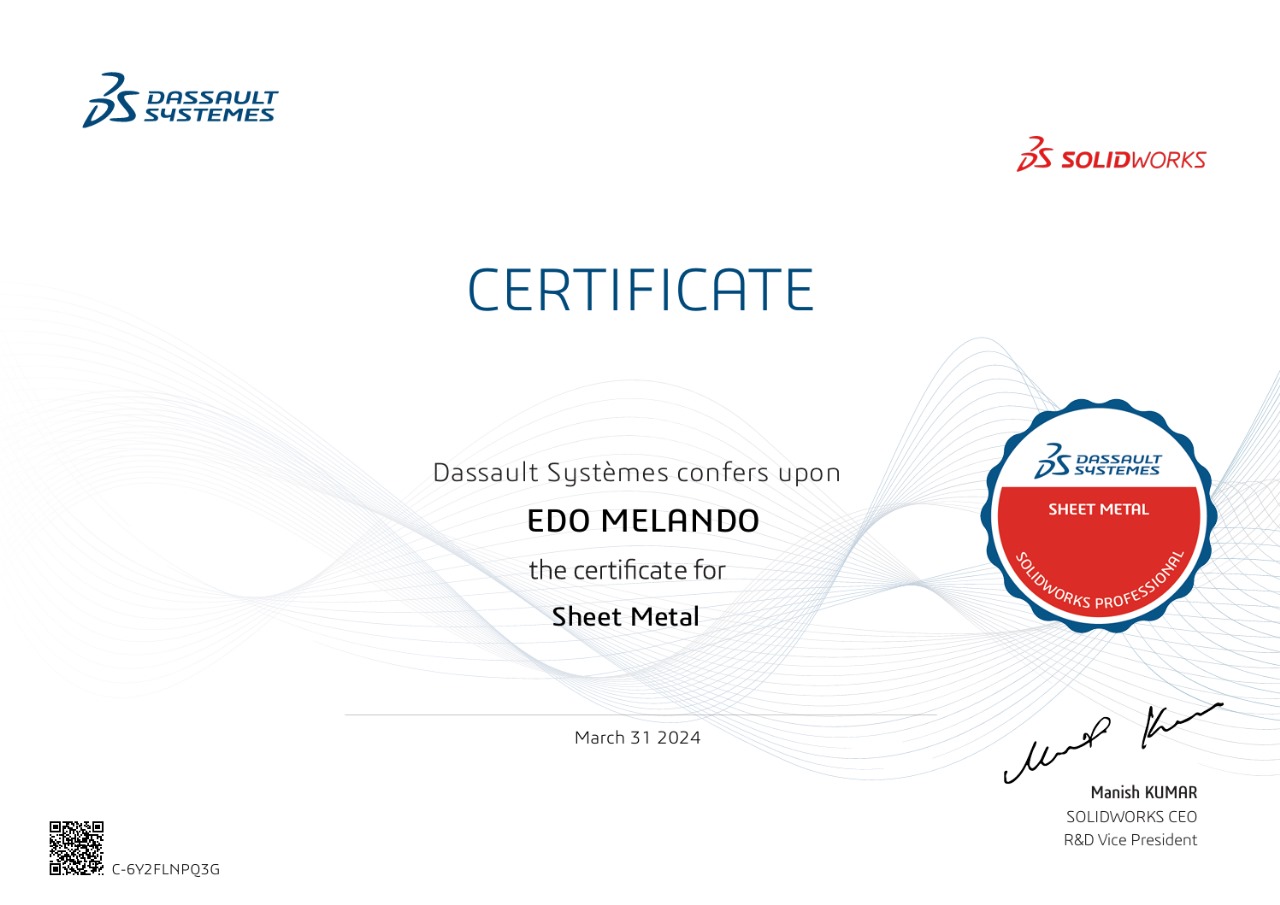 DASSAULT
SYSTEMES
SOLIDWORKS
CERTIFICATE
Dassault Systèmes confers upon
EDO MELANDO
the certificate for
Sheet Metal
DASSAULT
SYSTEMES
SHEET METAL
SOLIDWORKS PROFESSIONAL
March 31 2024
Manish KUMAR
SOLIDWORKS CEO
R&D Vice President
C-6Y2FLNPQ3G